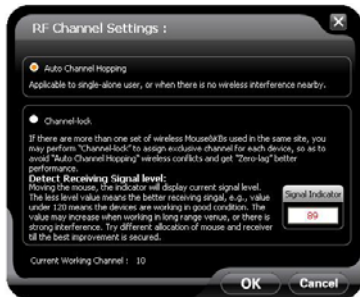 RF Channel Settings :
Auto Channel Hopping
Applicable to single-alone user, or when there is no wireless interference nearby.
Channel-lock
If there are more than one set of wireless Mouse&KBs used in the same site, you
may perform "Channel-lock" to assign exclusive channel for each device, so as to
avoid "Auto Channel Hopping" wireless conflicts and get "Zero-lag" better
performance.
Detect Receiving Signal level:
Moving the mouse, the indicator will display current signal level.
The less level value means the better receiving singal, e.g., value
under 120 means the devices are working in good condition. The
value may increase when working in long range venue, or there is
strong interference. Try different allocation of mouse and receiver
till the best improvement is secured.
Signal Indicator
89
Current Working Channel : 10
OK
Cancel